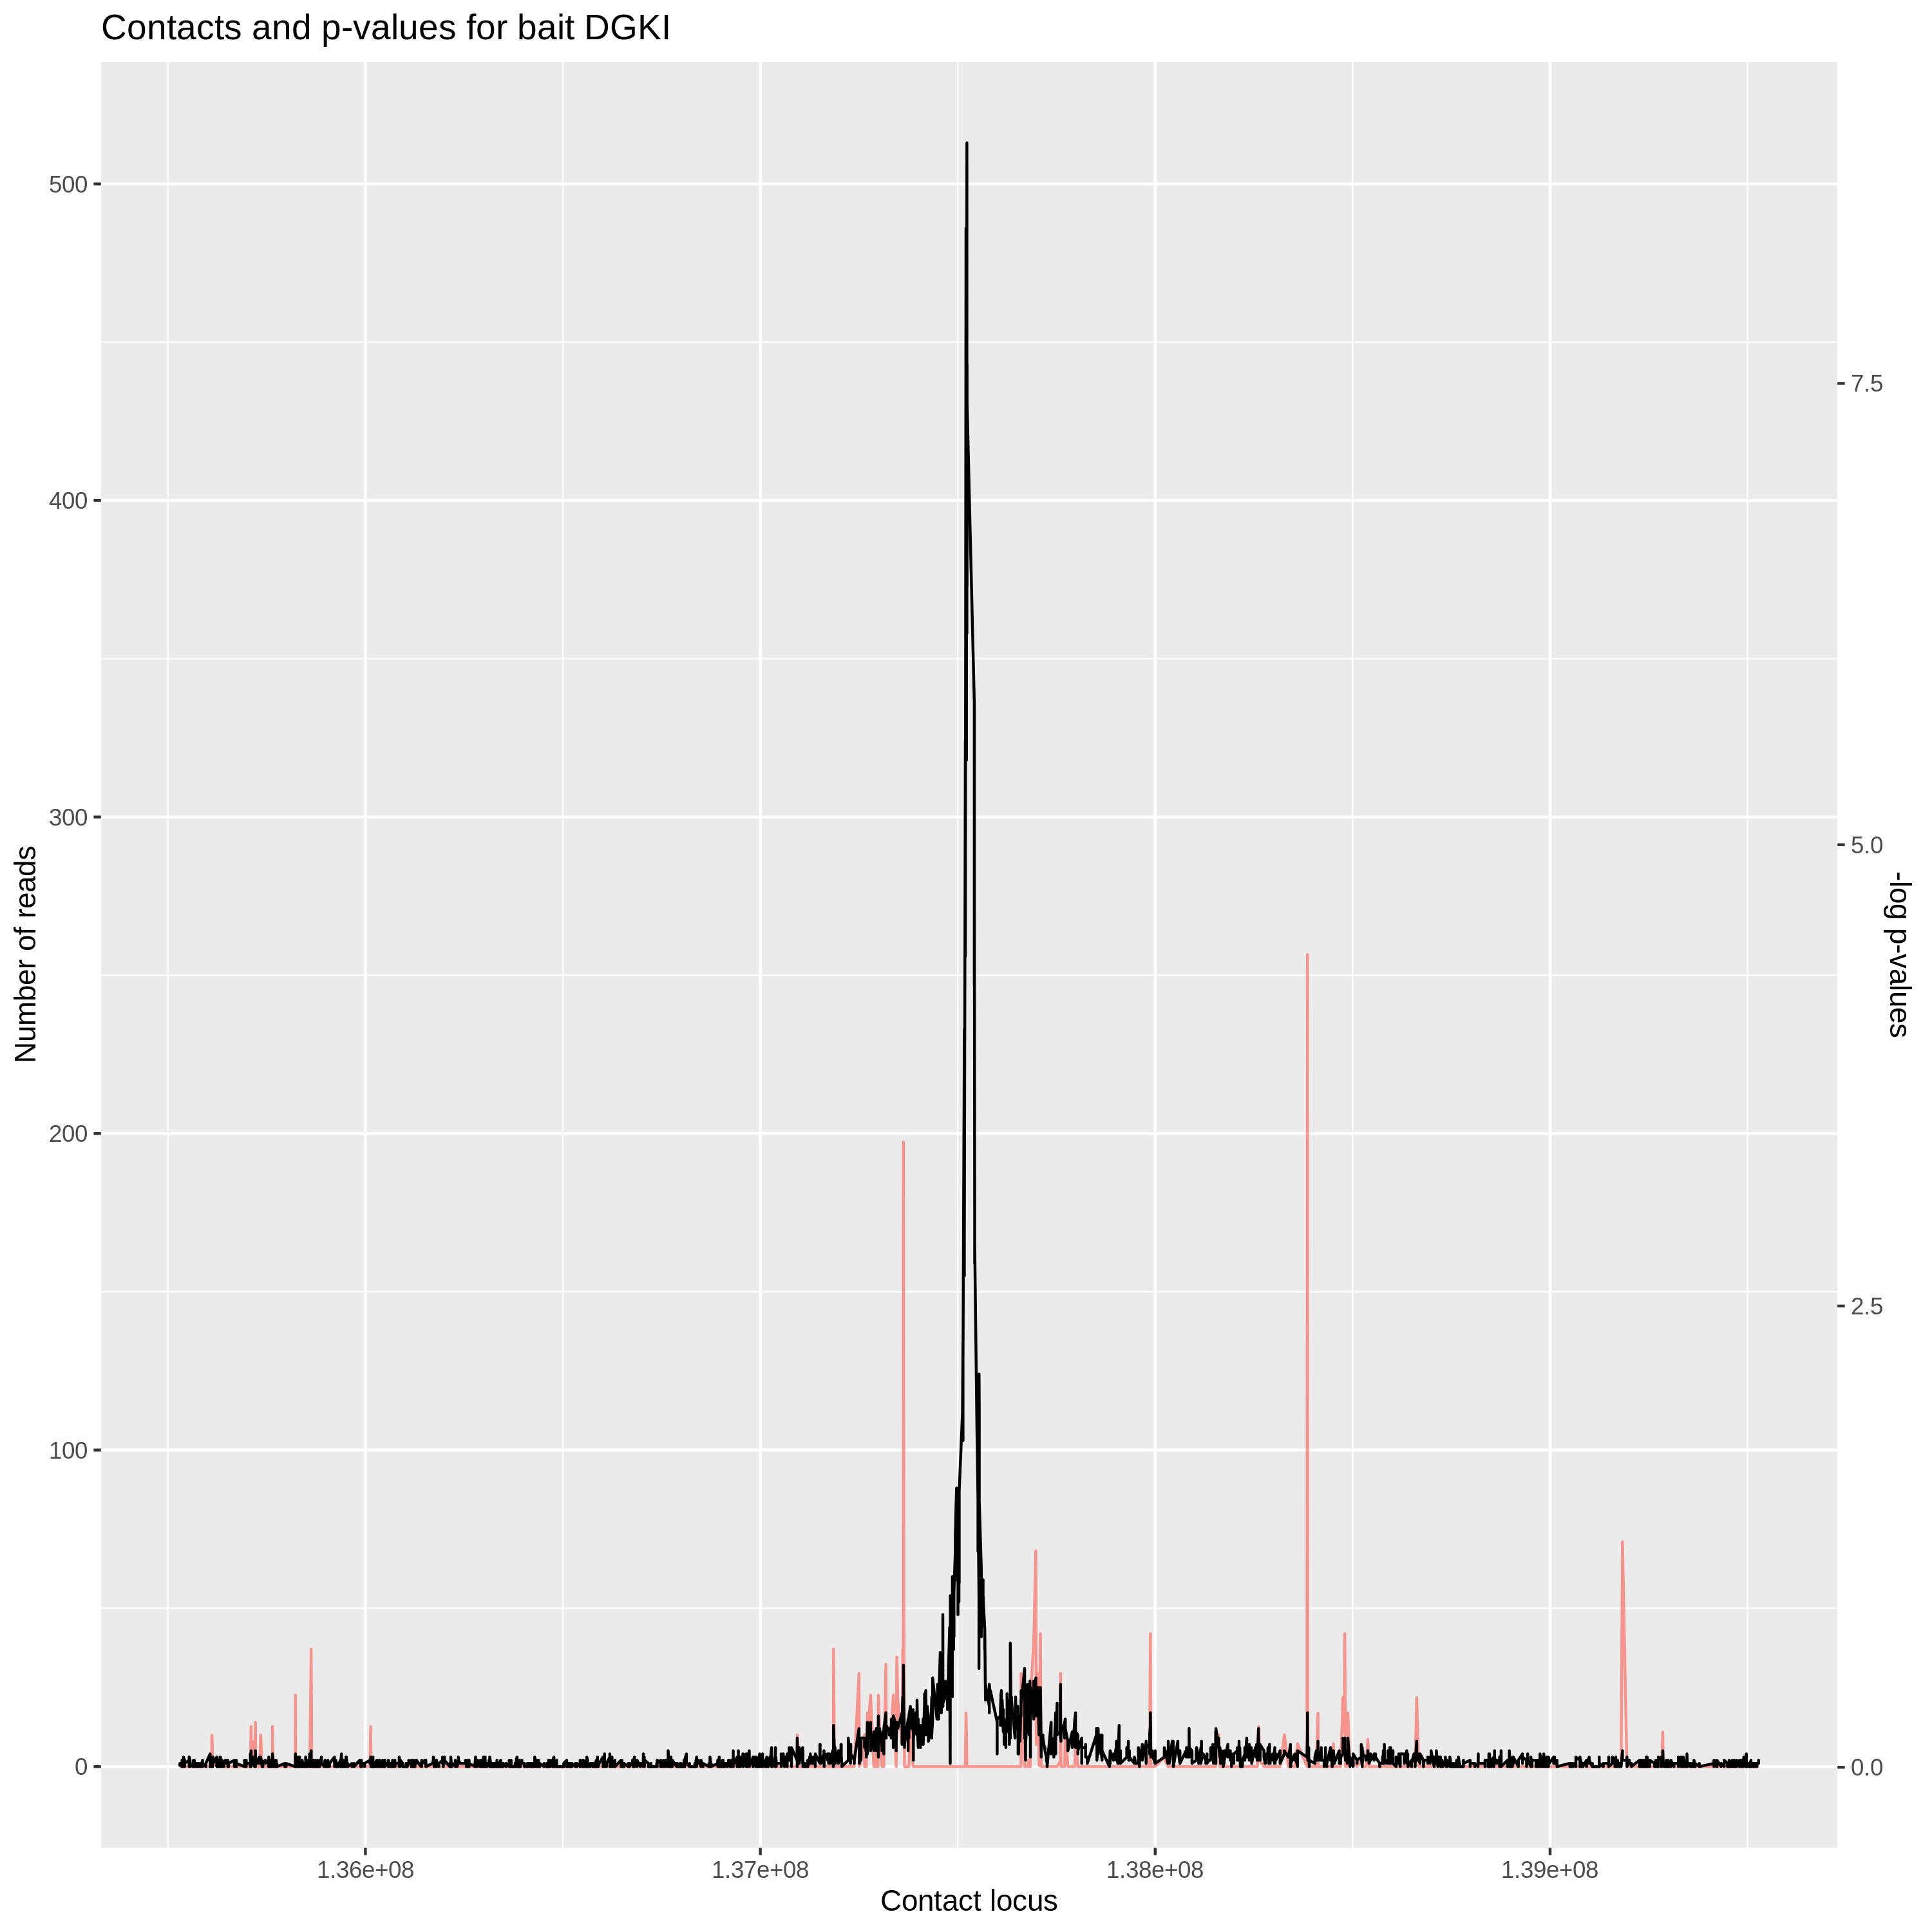 Contacts and p-values for bait DGKI
500
400
300
200
100
0
Number of reads
7.5
5.0
2.5
0.0
-log p-values
1.36e+08
1.37e+08
1.38e+08
1.39e+08
Contact locus